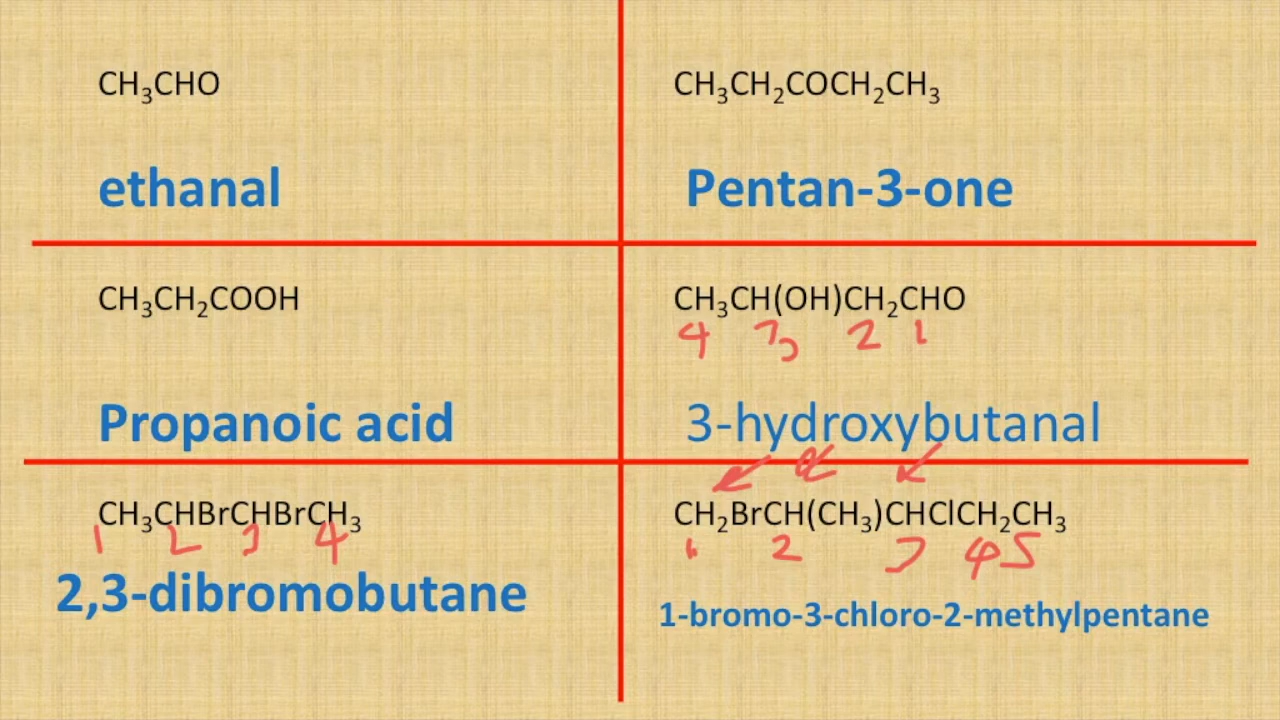 CH₃CHO
ethanal
CH₃CH₂COCH₂CH₃
Pentan-3-one
CH₃CH₂COOH
Propanoic acid
CH₃CH(OH)CH₂CHO
4 3 2 1
3-hydroxybutanal
CH₃CHBrCHBrCH₃
1 2 3 4
2,3-dibromobutane
CH₂BrCH(CH₃)CHClCH₂CH₃
1 2 3 4 5
1-bromo-3-chloro-2-methylpentane